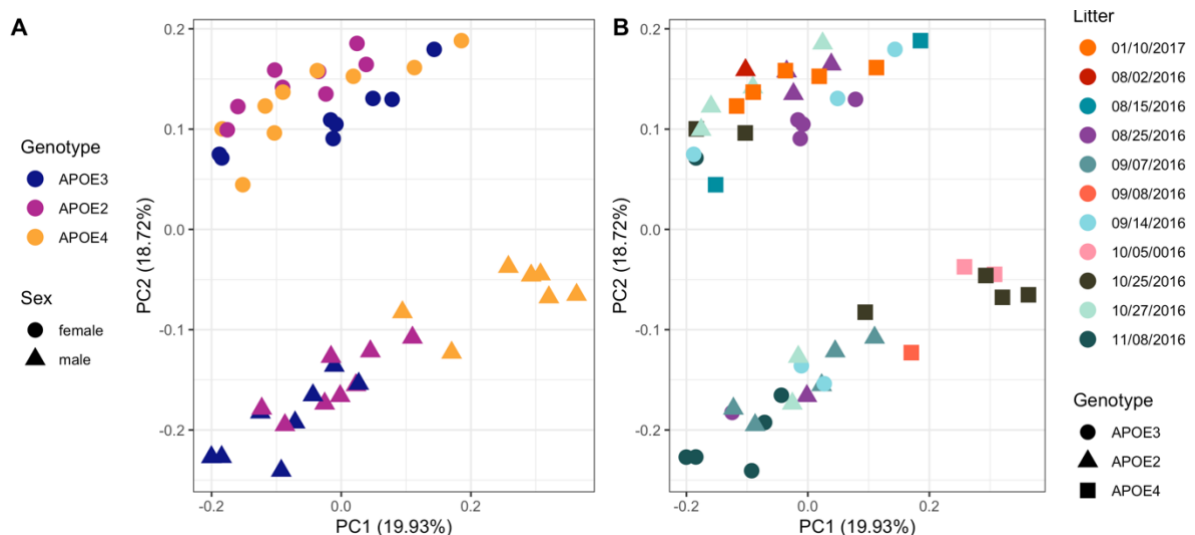 A
Genotype
APOE3
APOE2
APOE4
Sex
female
male
PC2 (18.72%)
0.2
0.1
0.0
-0.1
-0.2
-0.2
0.0
0.2
PC1 (19.93%)
B
PC2 (18.72%)
0.2
0.1
0.0
-0.1
-0.2
-0.2
0.0
0.2
PC1 (19.93%)
Litter
01/10/2017
08/02/2016
08/15/2016
08/25/2016
09/07/2016
09/08/2016
09/14/2016
10/05/0016
10/25/2016
10/27/2016
11/08/2016
Genotype
APOE3
APOE2
APOE4